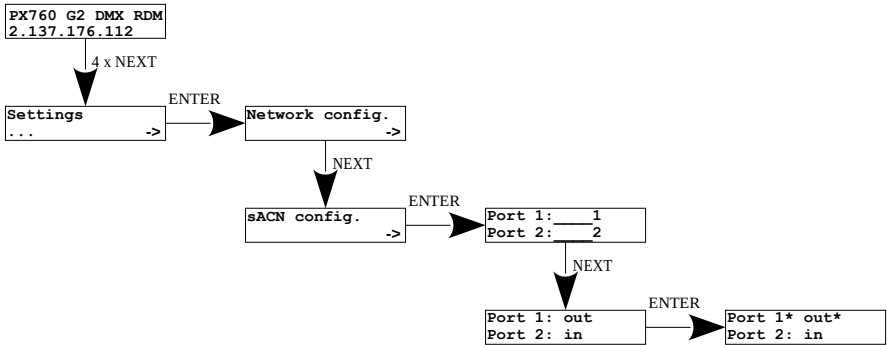 PX760 G2 DMX RDM
2.137.176.112
4 x NEXT
ENTER
Settings
... ->
Network config.
->
NEXT
ENTER
sACN config.
->
Port 1:____1
Port 2:____2
NEXT
ENTER
Port 1: out
Port 2: in
Port 1* out*
Port 2: in